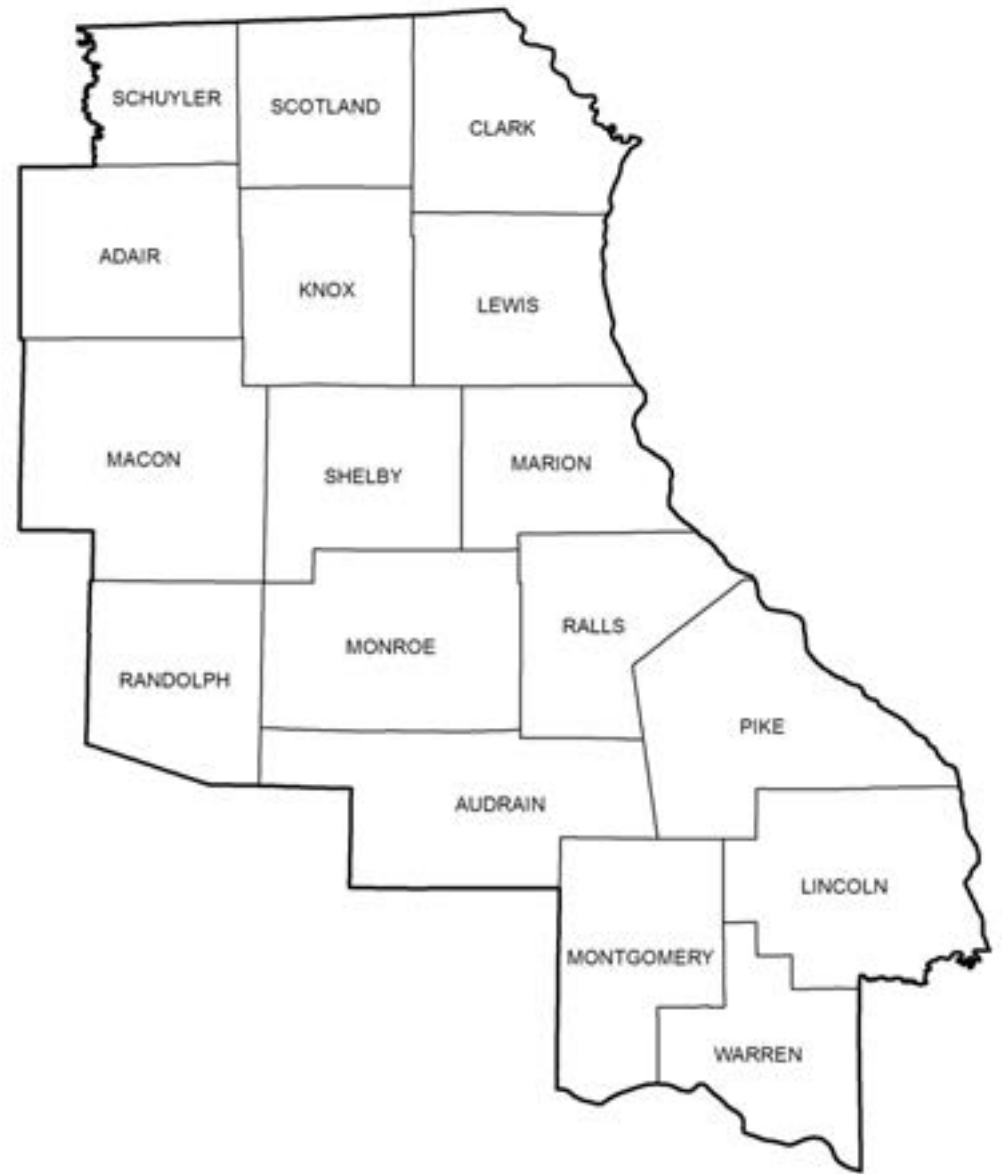 SCHUYLER
SCOTLAND
CLARK
ADAIR
KNOX
LEWIS
MACON
SHELBY
MARION
RANDOLPH
MONROE
RALLS
PIKE
AUDRAIN
LINCOLN
MONTGOMERY
WARREN